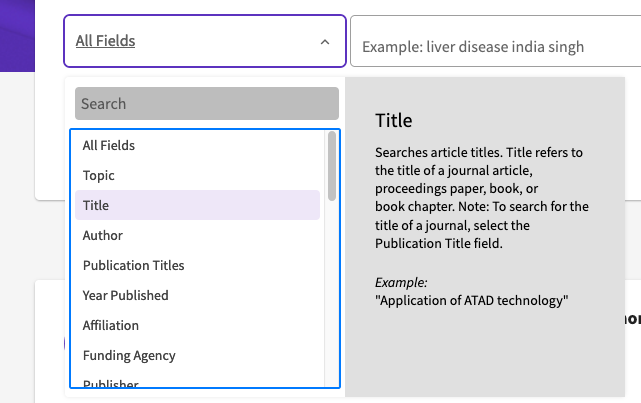 All Fields
Example: liver disease india singh
Search
All Fields
Topic
Title
Author
Publication Titles
Year Published
Affiliation
Funding Agency
Publisher
Title
Searches article titles. Title refers to
the title of a journal article,
proceedings paper, book, or
book chapter. Note: To search for the
title of a journal, select the
Publication Title field.
Example:
"Application of ATAD technology"